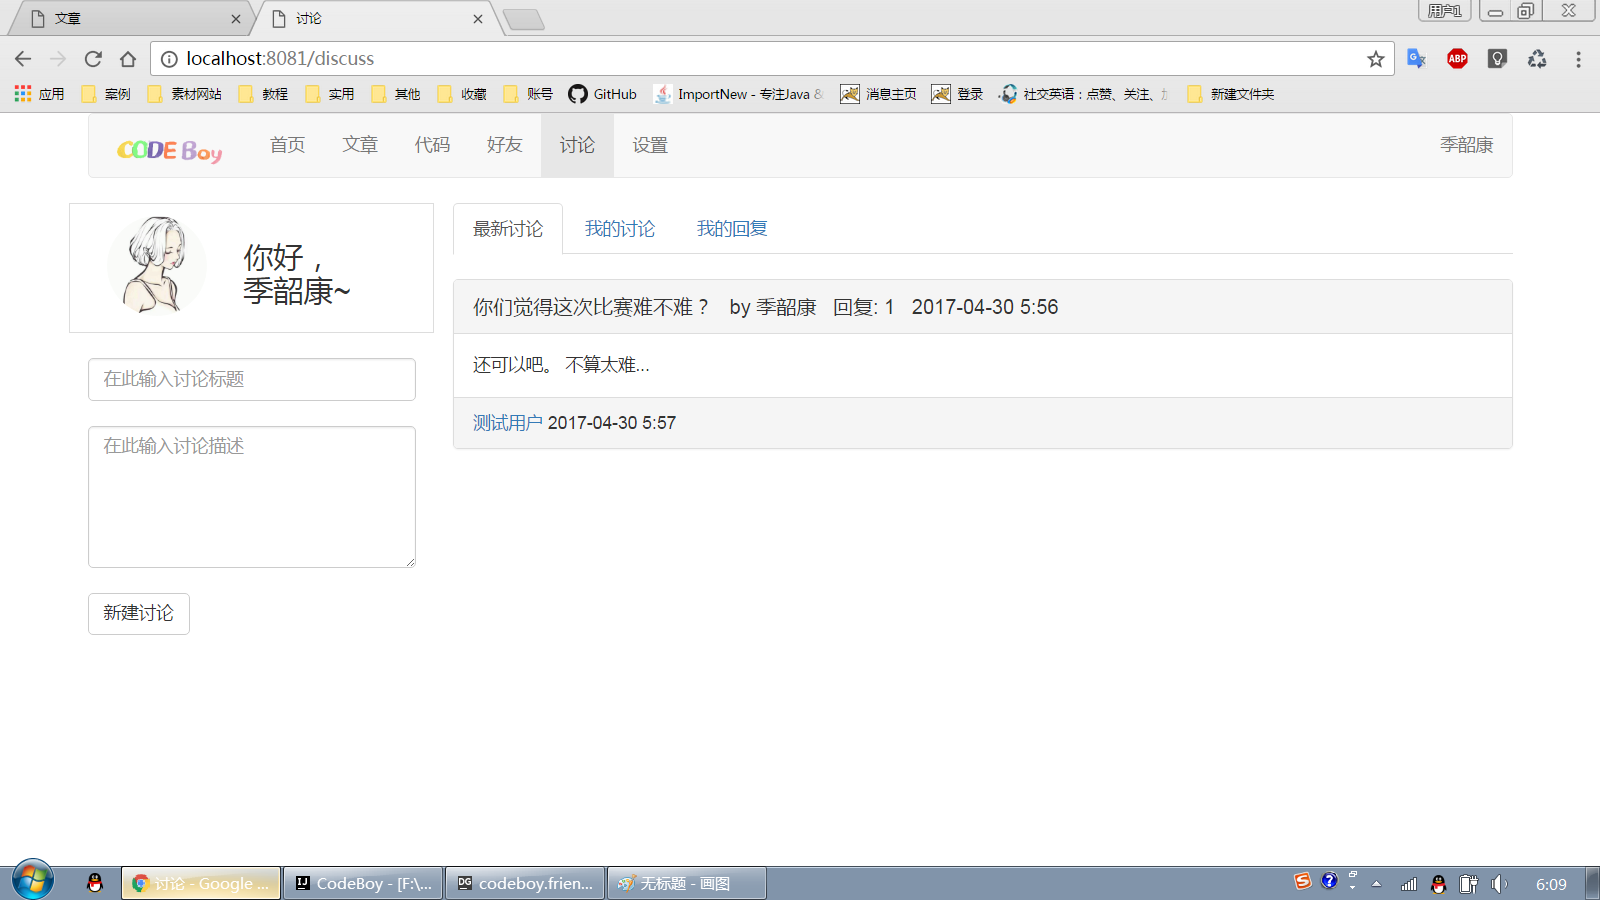 文章
讨论
用户1
localhost:8081/discuss
应用 案例 素材网站 教程 实用 其他 收藏 账号 GitHub ImportNew - 专注Java & 消息主页 登录 社交英语：点赞、关注、 新建文件夹
CODE Boy 首页 文章 代码 好友 讨论 设置 季韶康
你好，
季韶康~
在此输入讨论标题
在此输入讨论描述
新建讨论
最新讨论 我的讨论 我的回复
你们觉得这次比赛难不难？ by 季韶康 回复: 1 2017-04-30 5:56
还可以吧。 不算太难...
测试用户 2017-04-30 5:57
讨论 - Google ... CodeBoy - [F:\... codeboy.frien... 无标题 - 画图 6:09